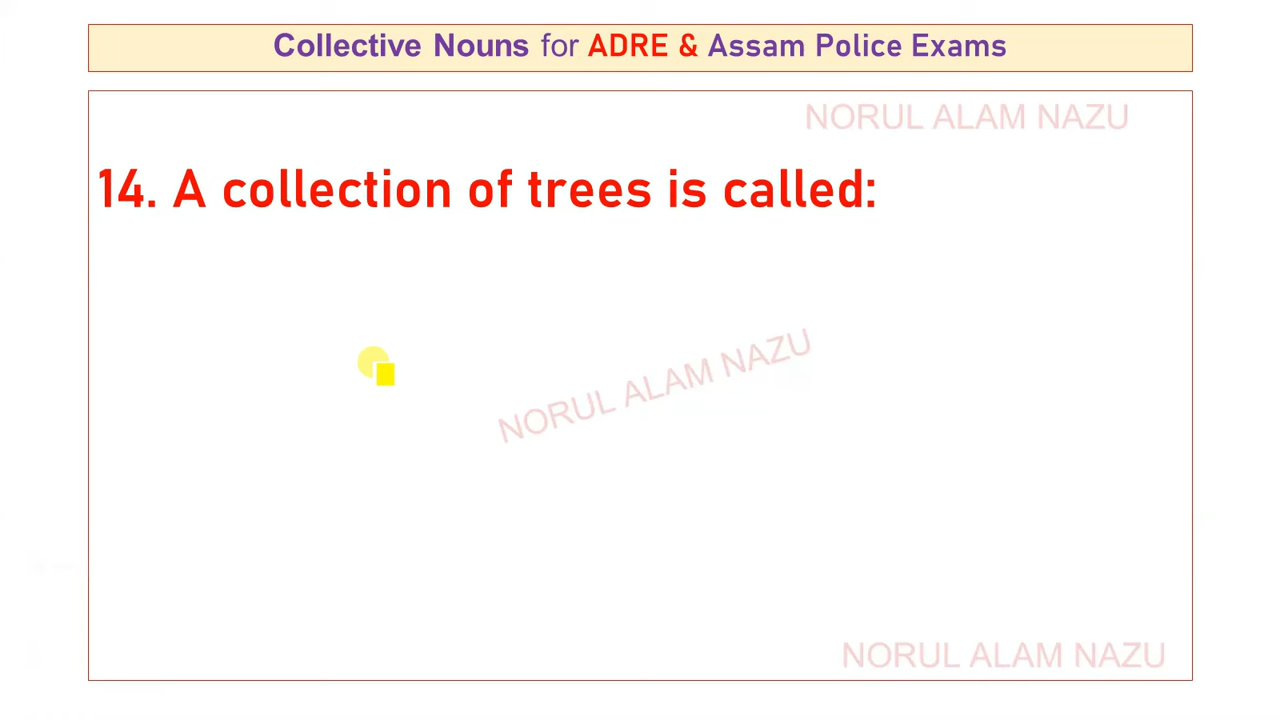 Collective Nouns for ADRE & Assam Police Exams
NORUL ALAM NAZU
14. A collection of trees is called:
NORUL ALAM NAZU
NORUL ALAM NAZU